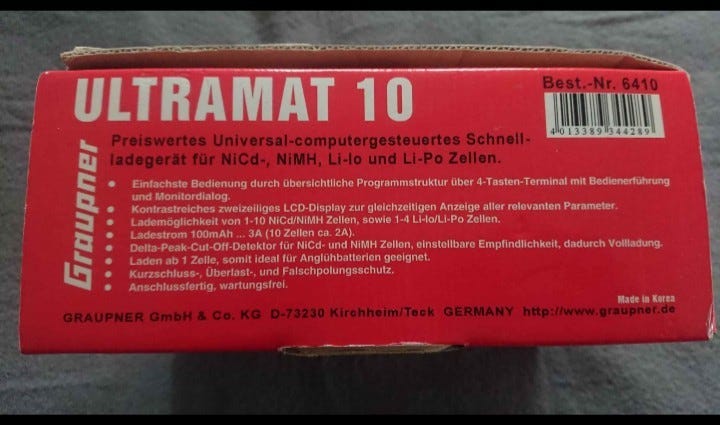 ULTRAMAT 10
Best.-Nr. 6410
4 013389 344289
Graupner
Preiswertes Universal-computergesteuertes Schnell-
ladegerät für NiCd-, NiMH, Li-Io und Li-Po Zellen.
• Einfachste Bedienung durch übersichtliche Programmstruktur über 4-Tasten-Terminal mit Bedienerführung
und Monitordialog.
• Kontrastreiches zweizeiliges LCD-Display zur gleichzeitigen Anzeige aller relevanten Parameter.
• Lademöglichkeit von 1-10 NiCd/NiMH Zellen, sowie 1-4 Li-Io/Li-Po Zellen.
• Ladestrom 100mAh ... 3A (10 Zellen ca. 2A).
• Delta-Peak-Cut-Off-Detektor für NiCd- und NiMH Zellen, einstellbare Empfindlichkeit, dadurch Vollladung.
• Laden ab 1 Zelle, somit ideal für Anglühbatterien geeignet.
• Kurzschluss-, Überlast-, und Falschpolungsschutz.
• Anschlussfertig, wartungsfrei.
Made in Korea
GRAUPNER GmbH & Co. KG D-73230 Kirchheim/Teck GERMANY http://www.graupner.de